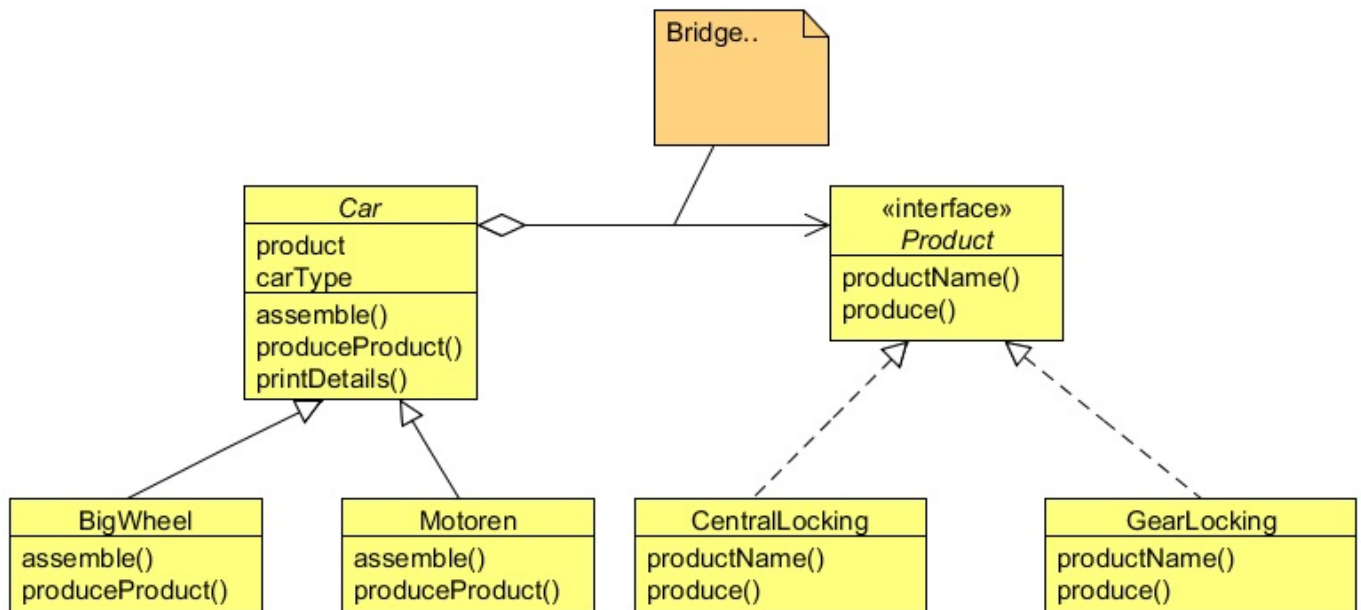 Bridge..
Car
product
carType
assemble()
produceProduct()
printDetails()
«interface»
Product
productName()
produce()
BigWheel
assemble()
produceProduct()
Motoren
assemble()
produceProduct()
CentralLocking
productName()
produce()
GearLocking
productName()
produce()